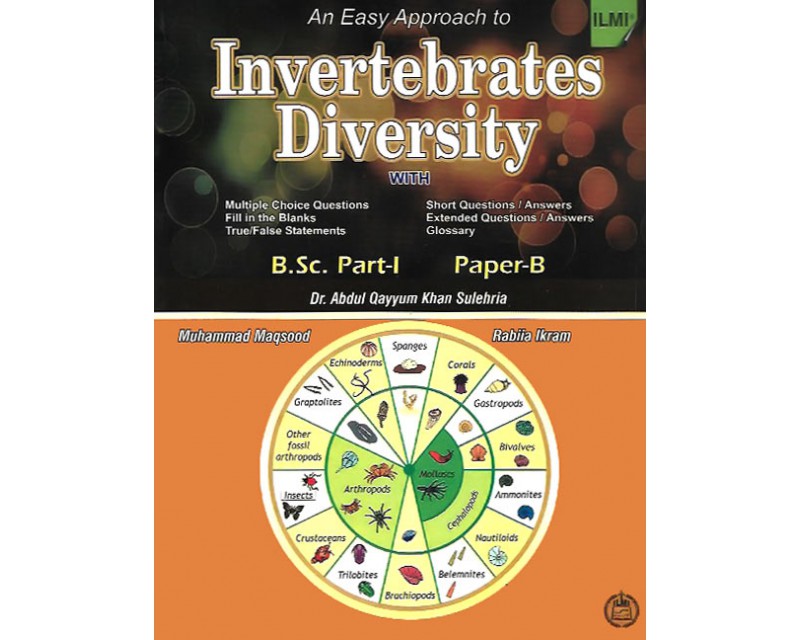 An Easy Approach to
ILMI®
Invertebrates
Diversity
WITH
Multiple Choice Questions
Fill in the Blanks
True/False Statements
Short Questions / Answers
Extended Questions / Answers
Glossary
B.Sc. Part-I
Paper-B
Dr. Abdul Qayyum Khan Sulehria
Muhammad Maqsood
Rabiia Ikram
Sponges
Corals
Gastropods
Bivalves
Ammonites
Nautiloids
Belemnites
Brachiopods
Trilobites
Crustaceans
Insects
Other
fossil
arthropods
Graptolites
Echinoderms
Arthropods
Molluscs
Cephalopods
ILMI